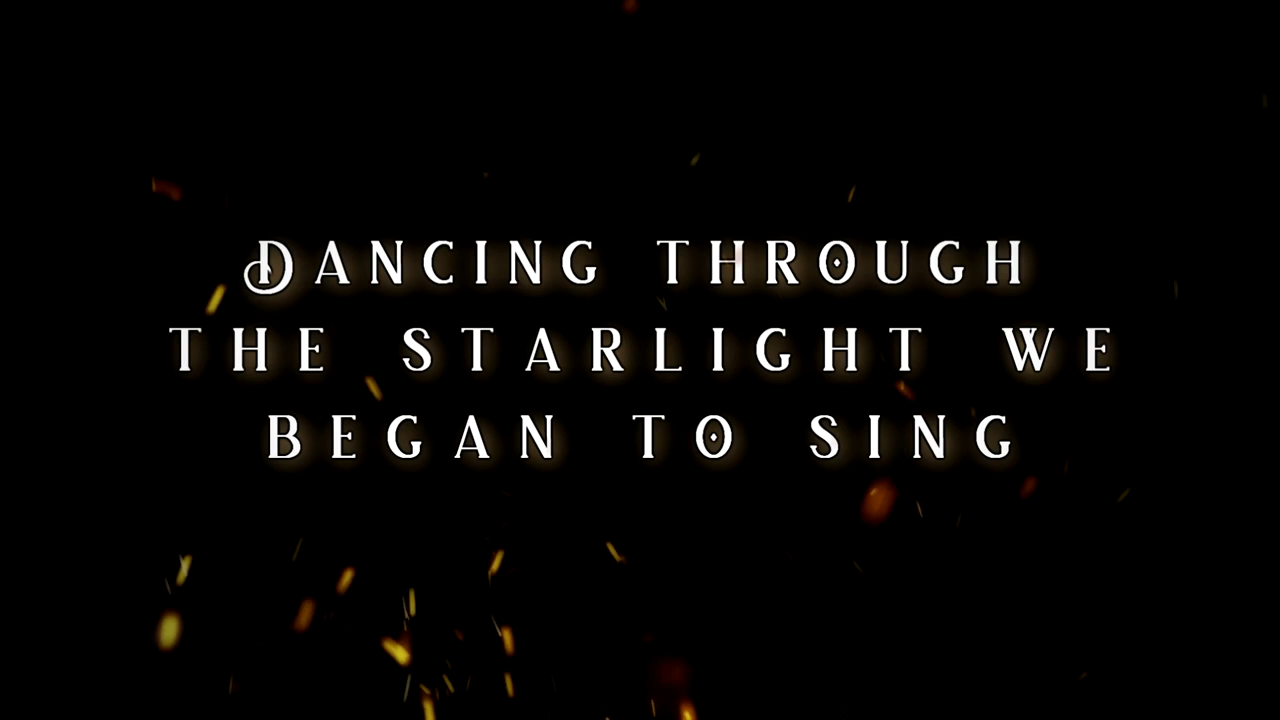 Dancing through
the starlight we
began to sing